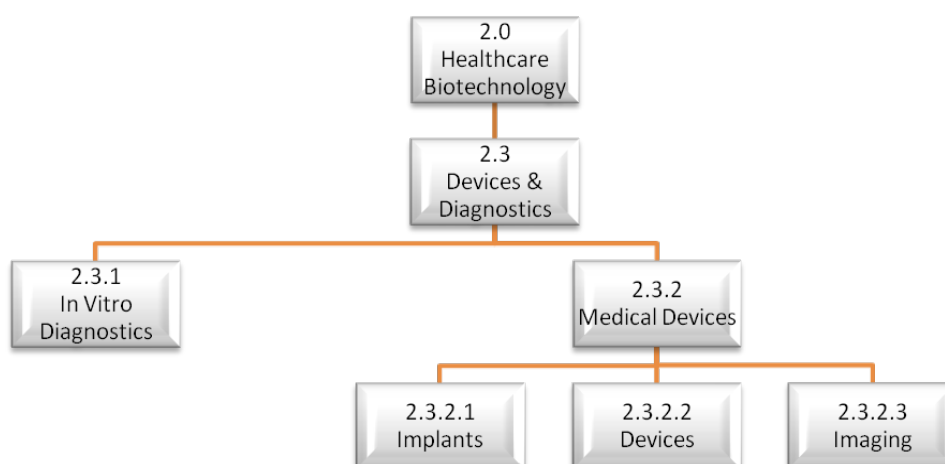 2.0
Healthcare
Biotechnology
2.3
Devices &
Diagnostics
2.3.1
In Vitro
Diagnostics
2.3.2
Medical Devices
2.3.2.1
Implants
2.3.2.2
Devices
2.3.2.3
Imaging